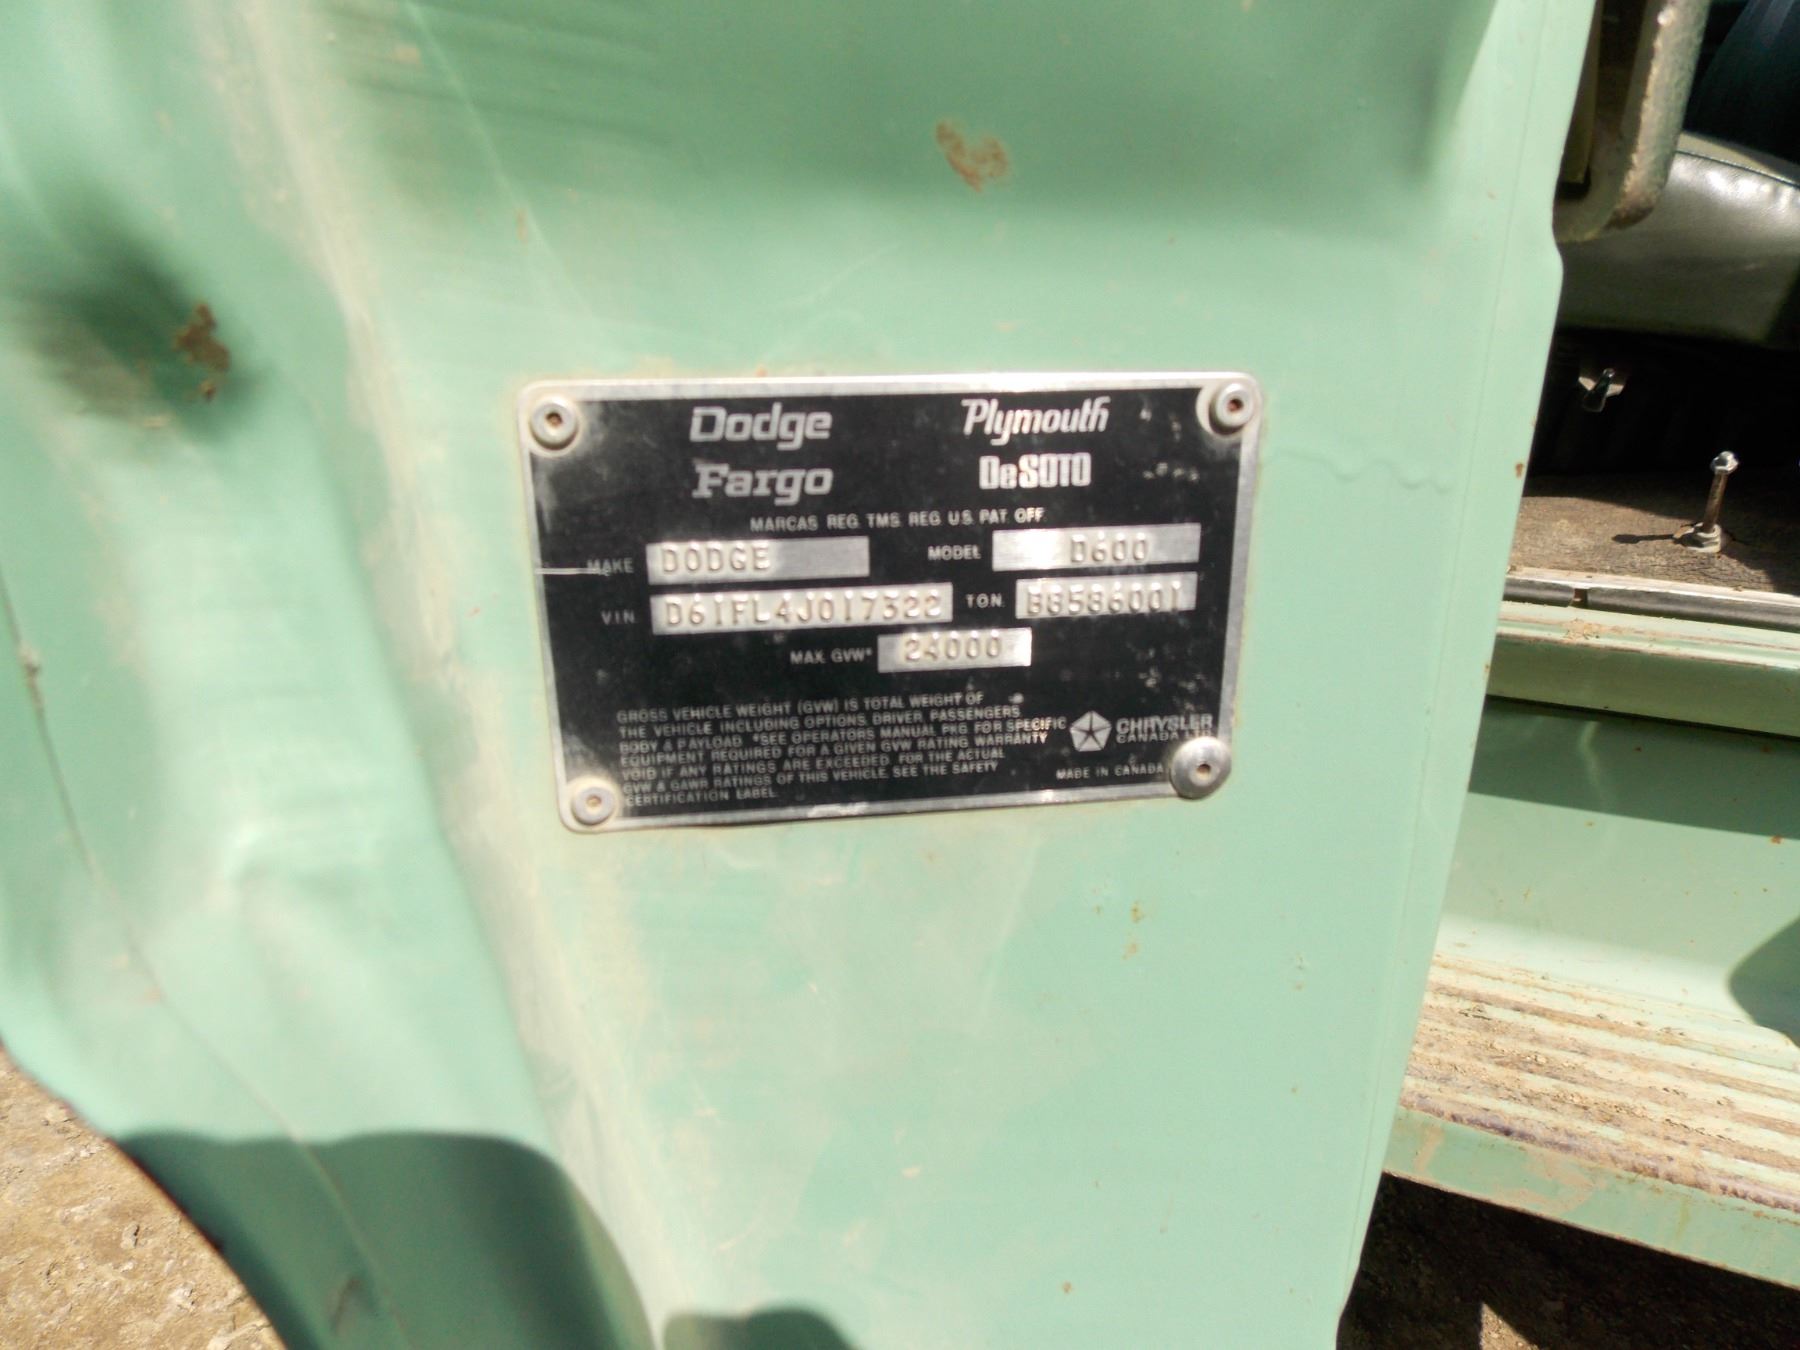 Dodge Plymouth
Fargo DeSOTO
MARCAS REG. TMS. REG. U.S. PAT. OFF.
MAKE DODGE MODEL D600
V.I.N. D61FL4J017322 T.O.N. B8586001
MAX. GVW* 24000
GROSS VEHICLE WEIGHT (GVW) IS TOTAL WEIGHT OF
THE VEHICLE INCLUDING OPTIONS, DRIVER, PASSENGERS
BODY & PAYLOAD *SEE OPERATORS MANUAL PKG FOR SPECIFIC
EQUIPMENT REQUIRED FOR A GIVEN GVW RATING WARRANTY
VOID IF ANY RATINGS ARE EXCEEDED. FOR THE ACTUAL
GVW & GAWR RATINGS OF THIS VEHICLE, SEE THE SAFETY
CERTIFICATION LABEL.
CHRYSLER
CANADA
MADE IN CANADA